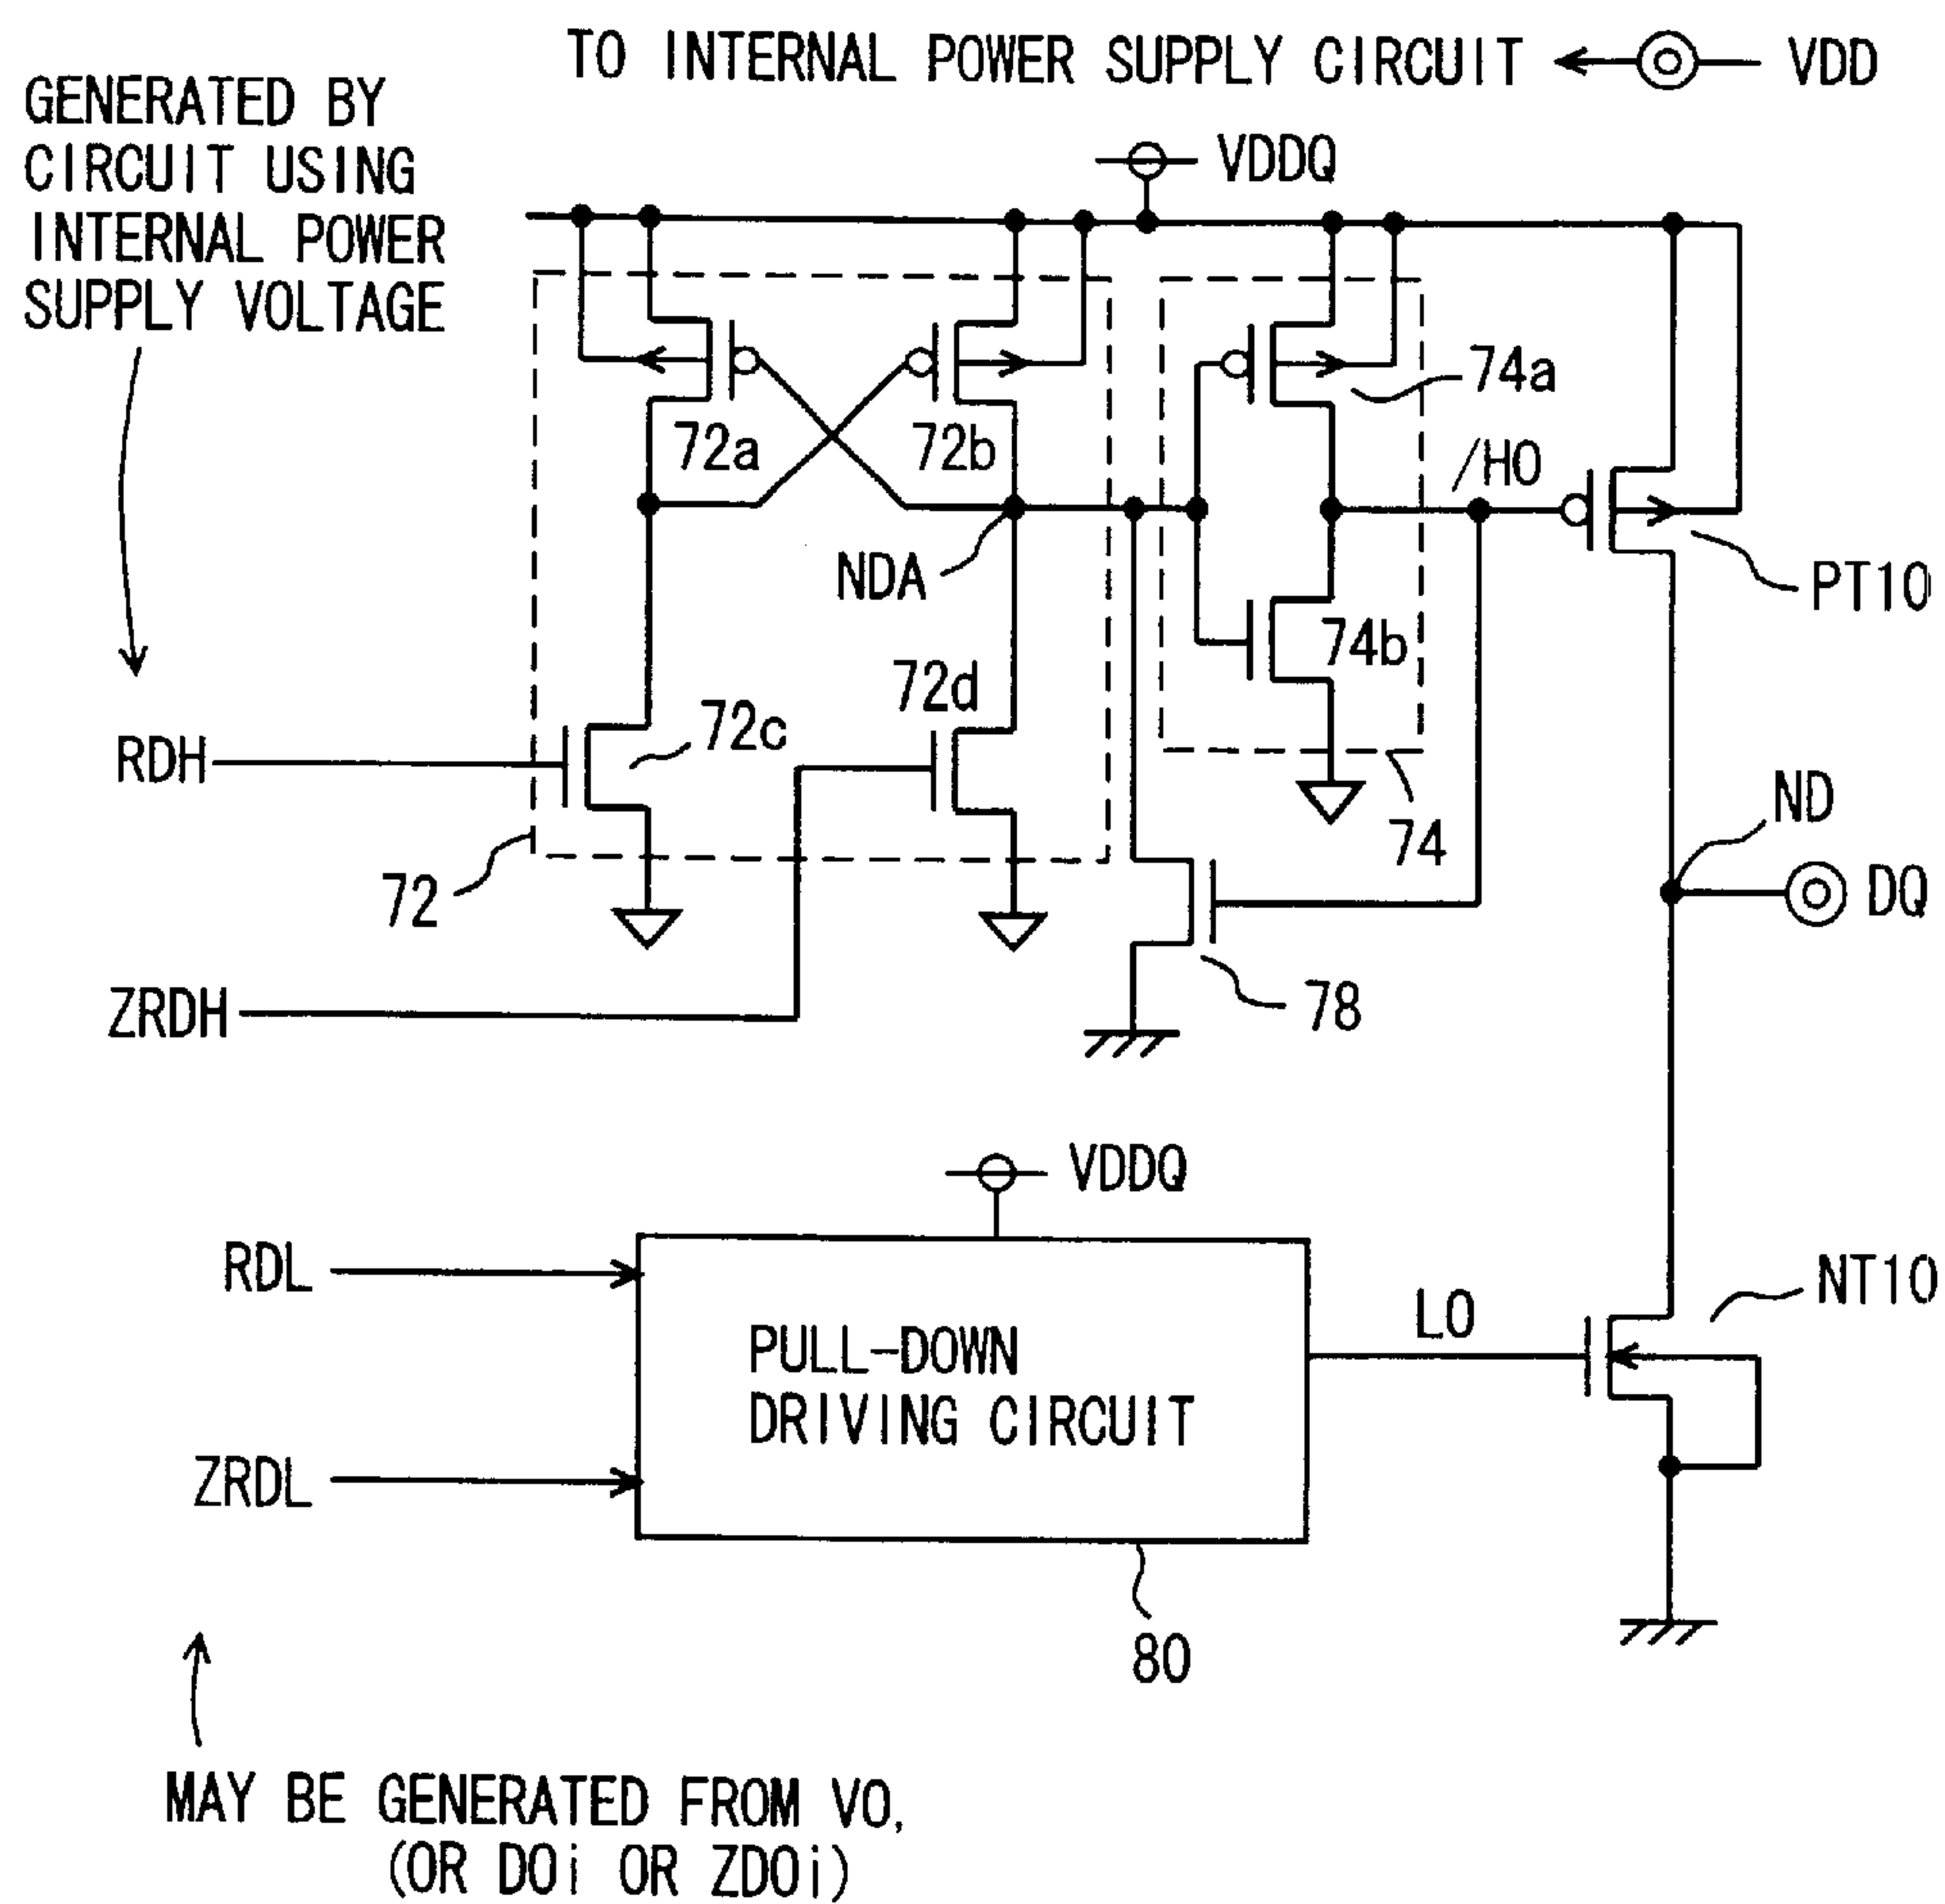 TO INTERNAL POWER SUPPLY CIRCUIT
VDD
GENERATED BY
CIRCUIT USING
INTERNAL POWER
SUPPLY VOLTAGE
VDDQ
74a
72a
72b
/HO
NDA
PT10
74b
72d
72c
RDH
ND
74
72
DQ
78
ZRDH
VDDQ
RDL
LO
NT10
PULL-DOWN
DRIVING CIRCUIT
ZRDL
80
MAY BE GENERATED FROM VO,
(OR DOi OR ZDOi)